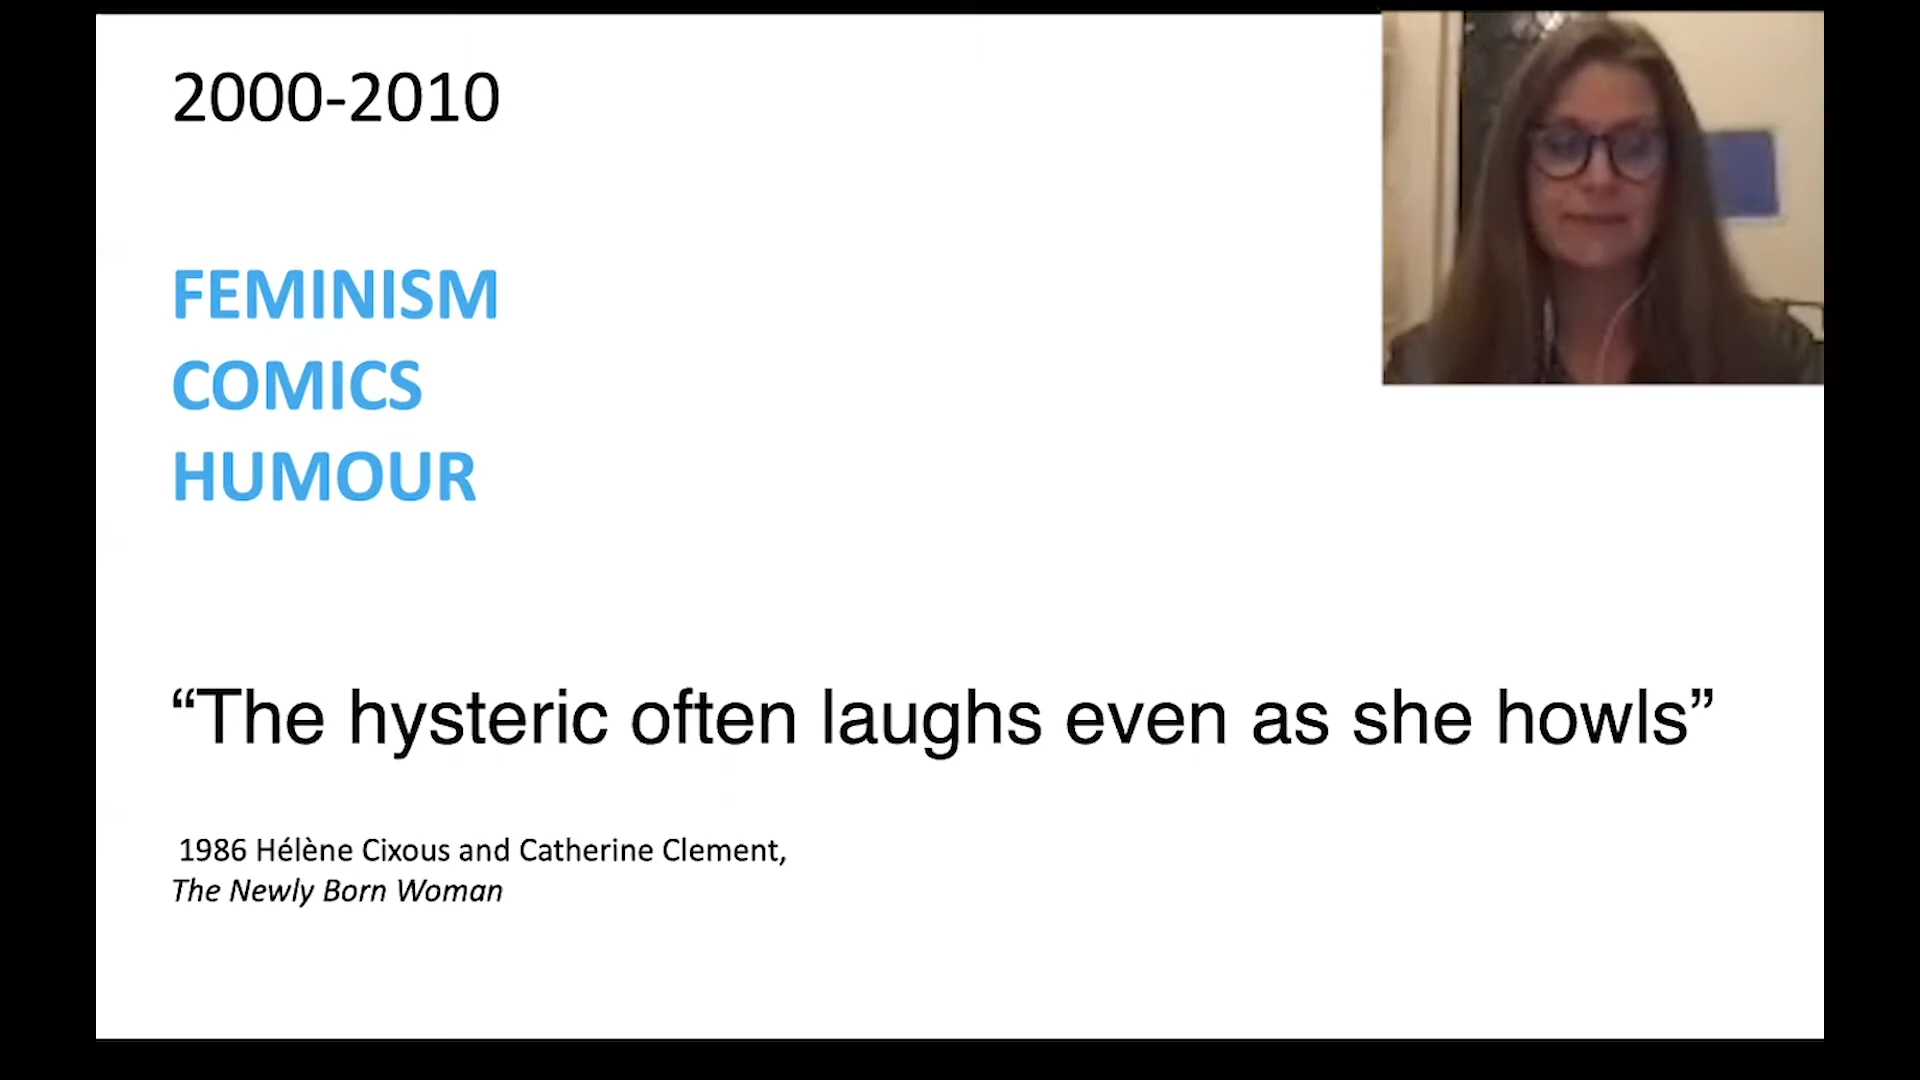 2000-2010
FEMINISM
COMICS
HUMOUR
“The hysteric often laughs even as she howls”
1986 Hélène Cixous and Catherine Clement,
The Newly Born Woman